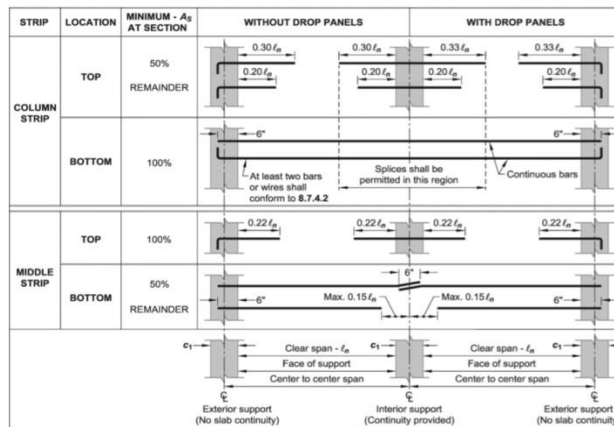 STRIP LOCATION MINIMUM - As AT SECTION WITHOUT DROP PANELS WITH DROP PANELS
COLUMN STRIP
TOP
50%
REMAINDER
0.30 ℓn 0.30 ℓn 0.33 ℓn 0.33 ℓn
0.20 ℓn 0.20 ℓn 0.20 ℓn 0.20 ℓn
BOTTOM
100%
6" 6"
At least two bars
or wires shall
conform to 8.7.4.2
Splices shall be
permitted in this region
Continuous bars
MIDDLE STRIP
TOP
100%
0.22 ℓn 0.22 ℓn 0.22 ℓn 0.22 ℓn
BOTTOM
50%
REMAINDER
6"
6" Max. 0.15 ℓn Max. 0.15 ℓn 6"
c1 Clear span - ℓn c1 Clear span - ℓn c1
Face of support Face of support
Center to center span Center to center span
℄ ℄ ℄
Exterior support
(No slab continuity)
Interior support
(Continuity provided)
Exterior support
(No slab continuity)